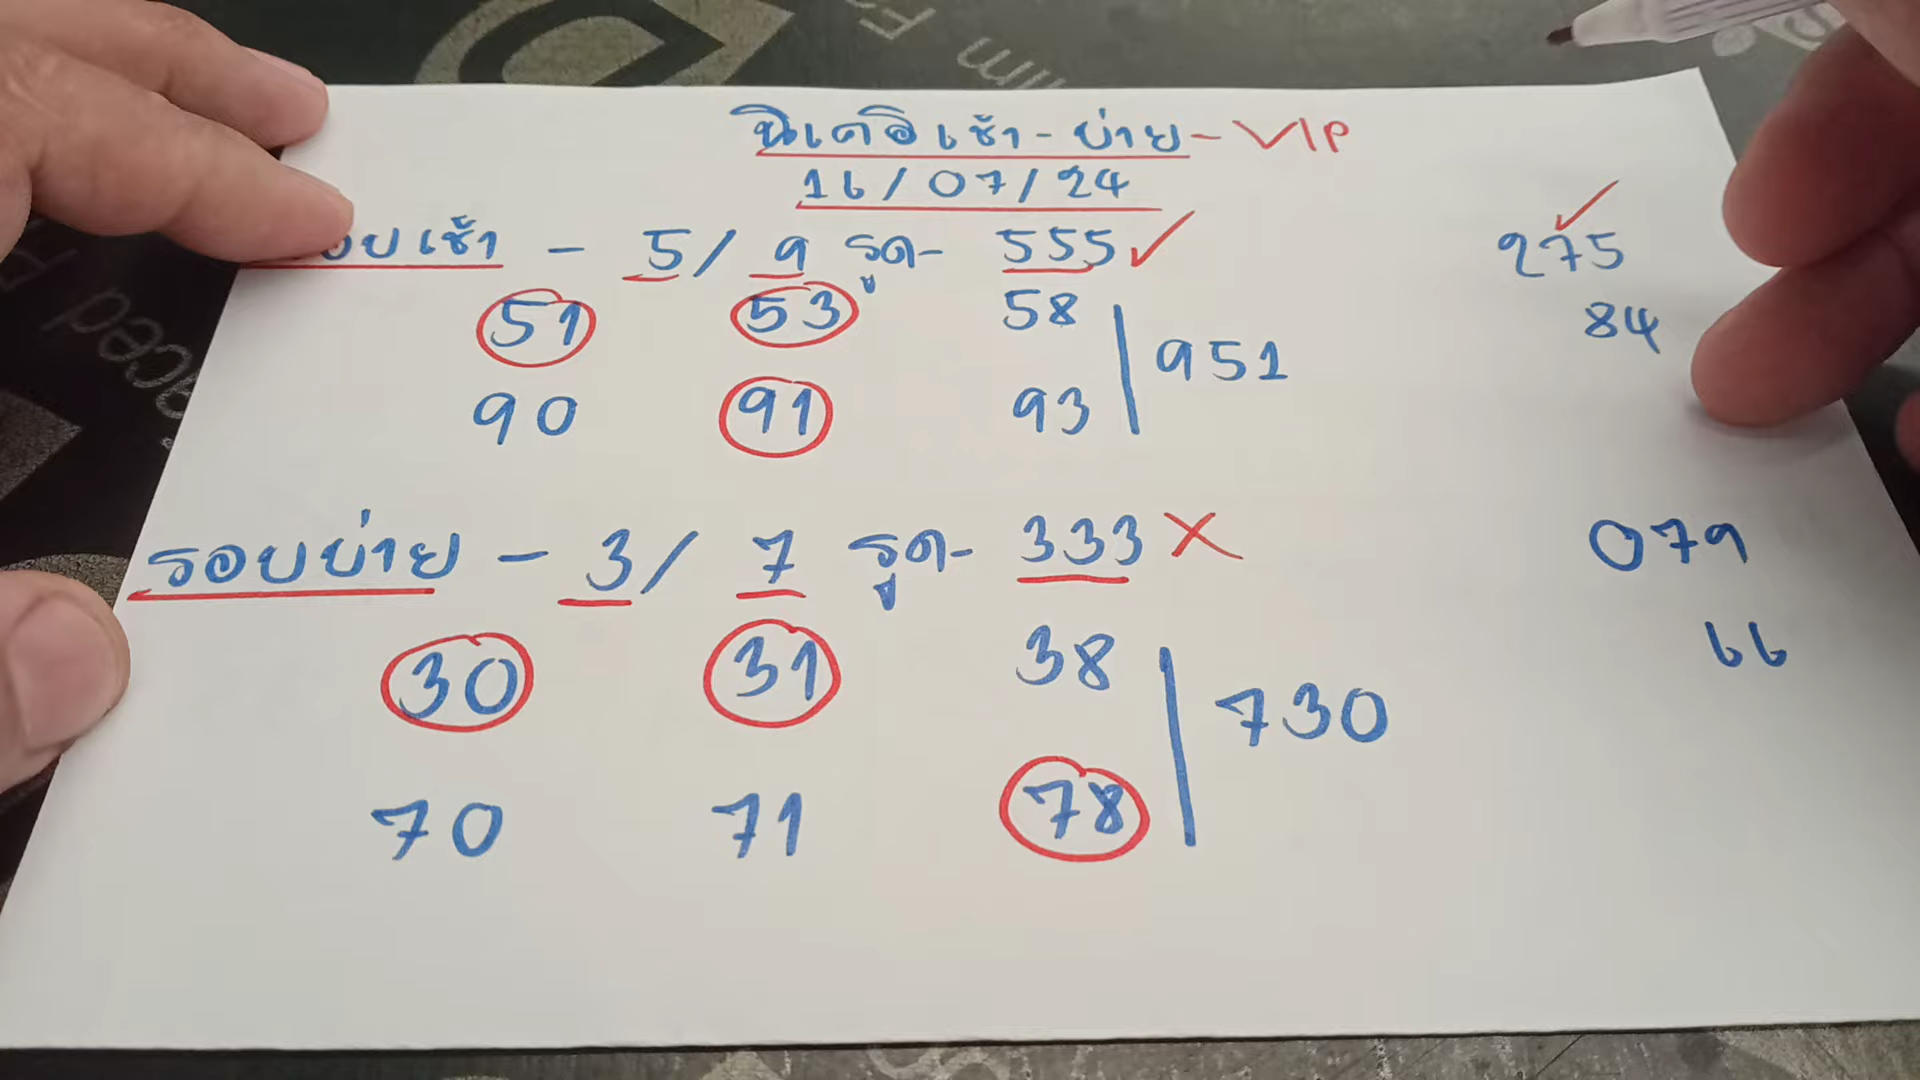 นิเคอิ เช้า - บ่าย - VIP
16/07/24
อบเช้า - 5/9 รูด - 555 ✓
275
51 53 58
951
84
90 91 93
รอบบ่าย - 3/7 รูด - 333 X
079
30 31 38
730
66
70 71 78